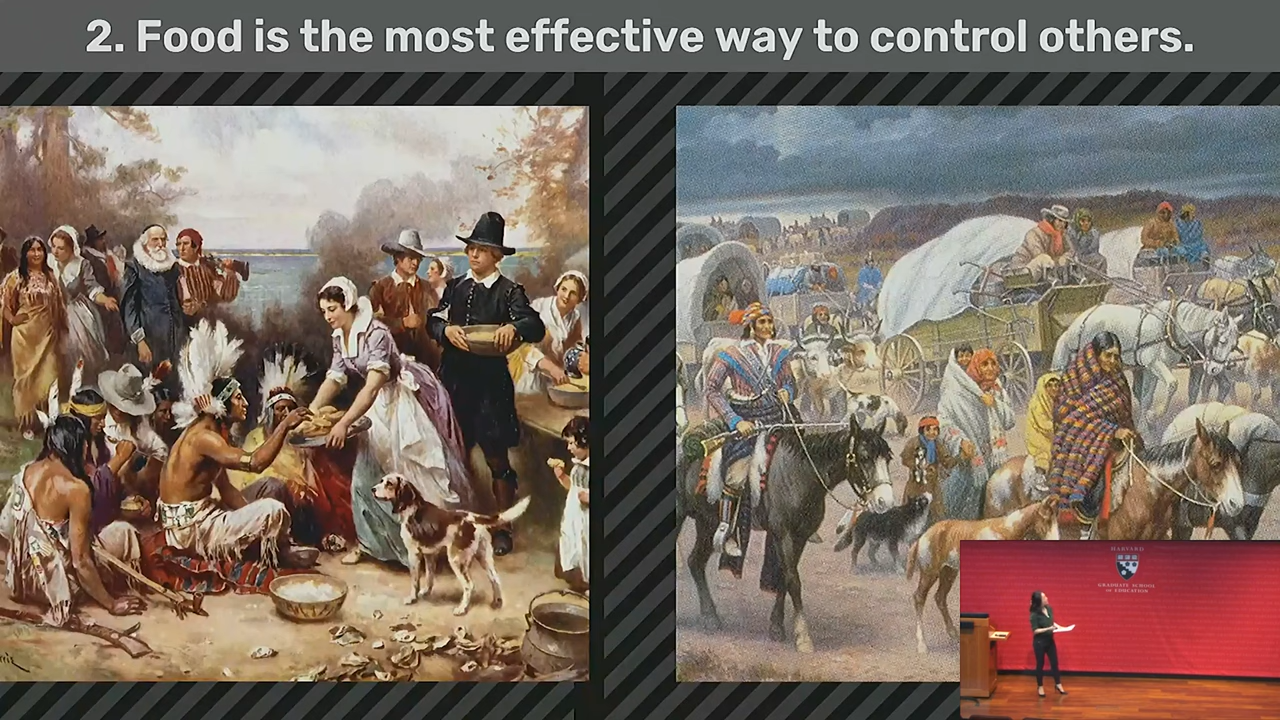 2. Food is the most effective way to control others.
HARVARD
GRADUATE SCHOOL
OF EDUCATION